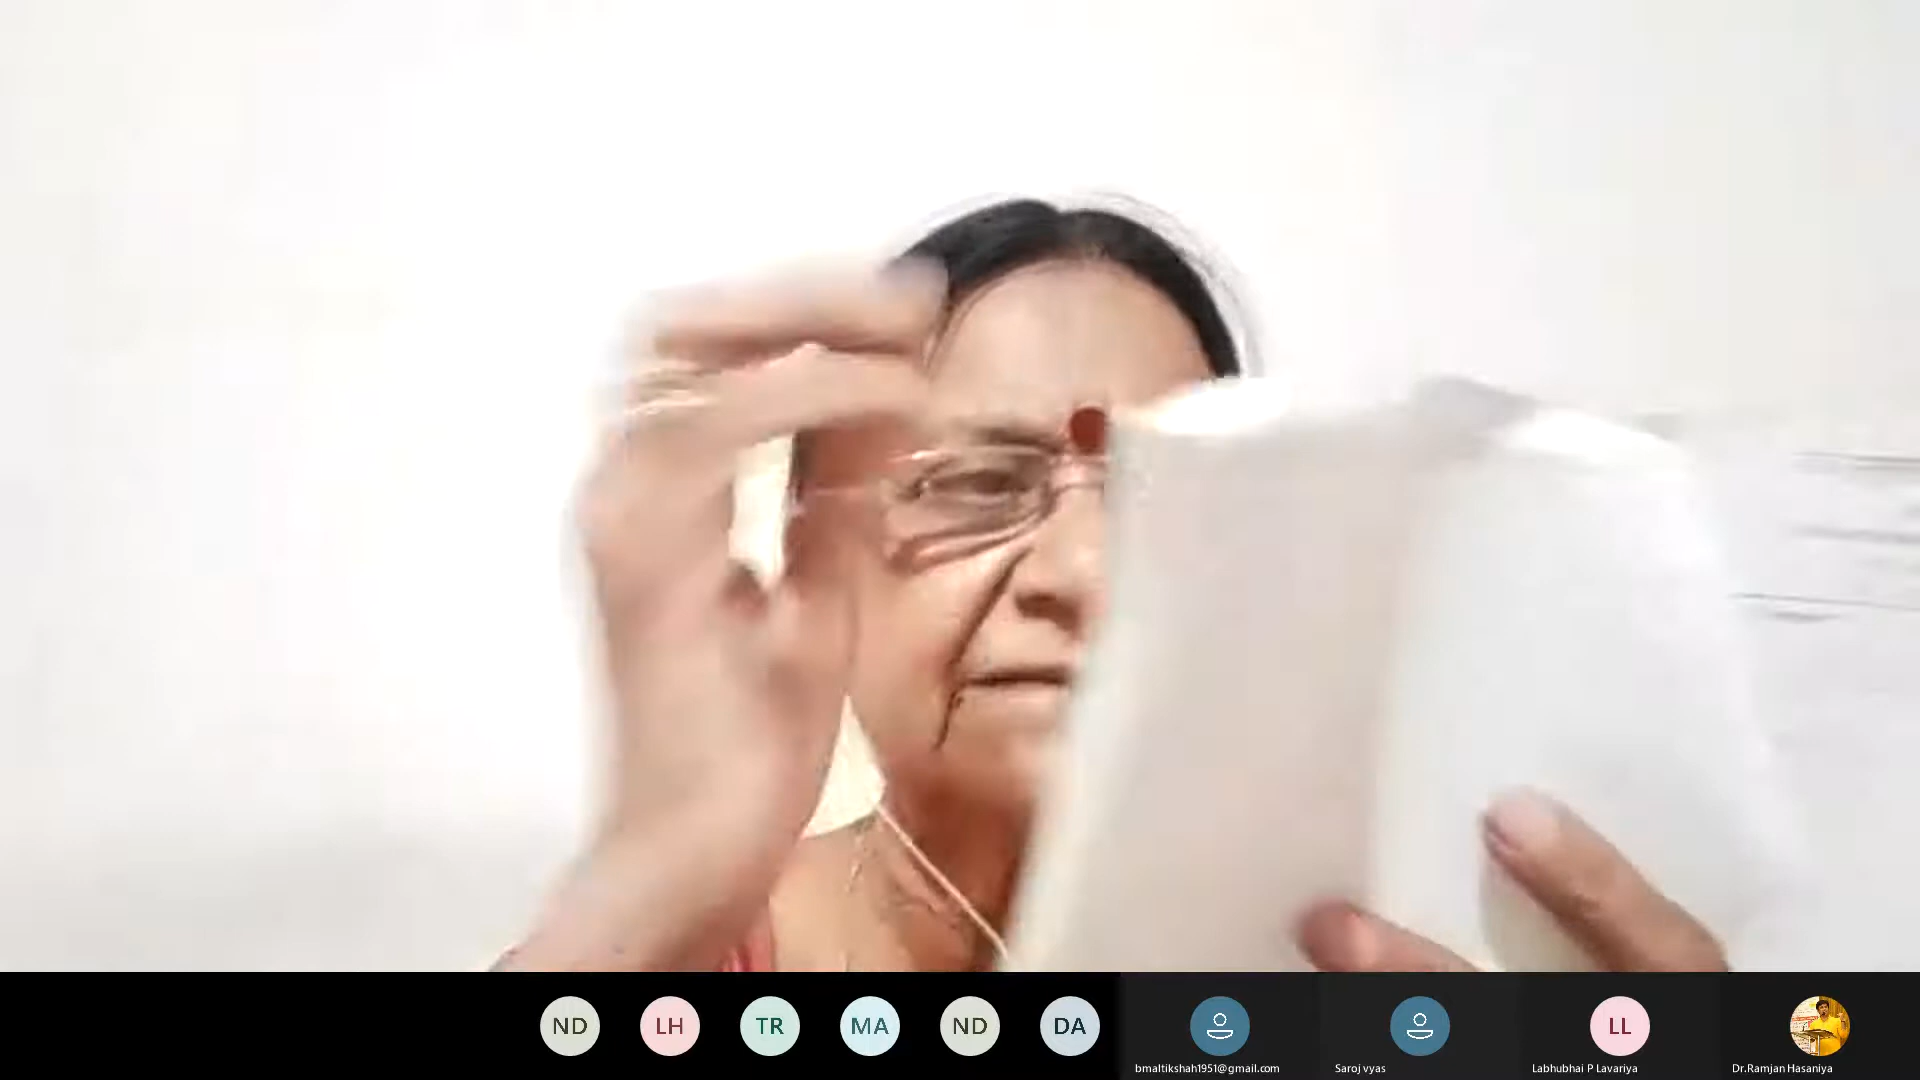 ND
LH
TR
MA
ND
DA
LL
bmaltikshah1951@gmail.com
Saroj vyas
Labhubhai P Lavariya
Dr.Ramjan Hasaniya